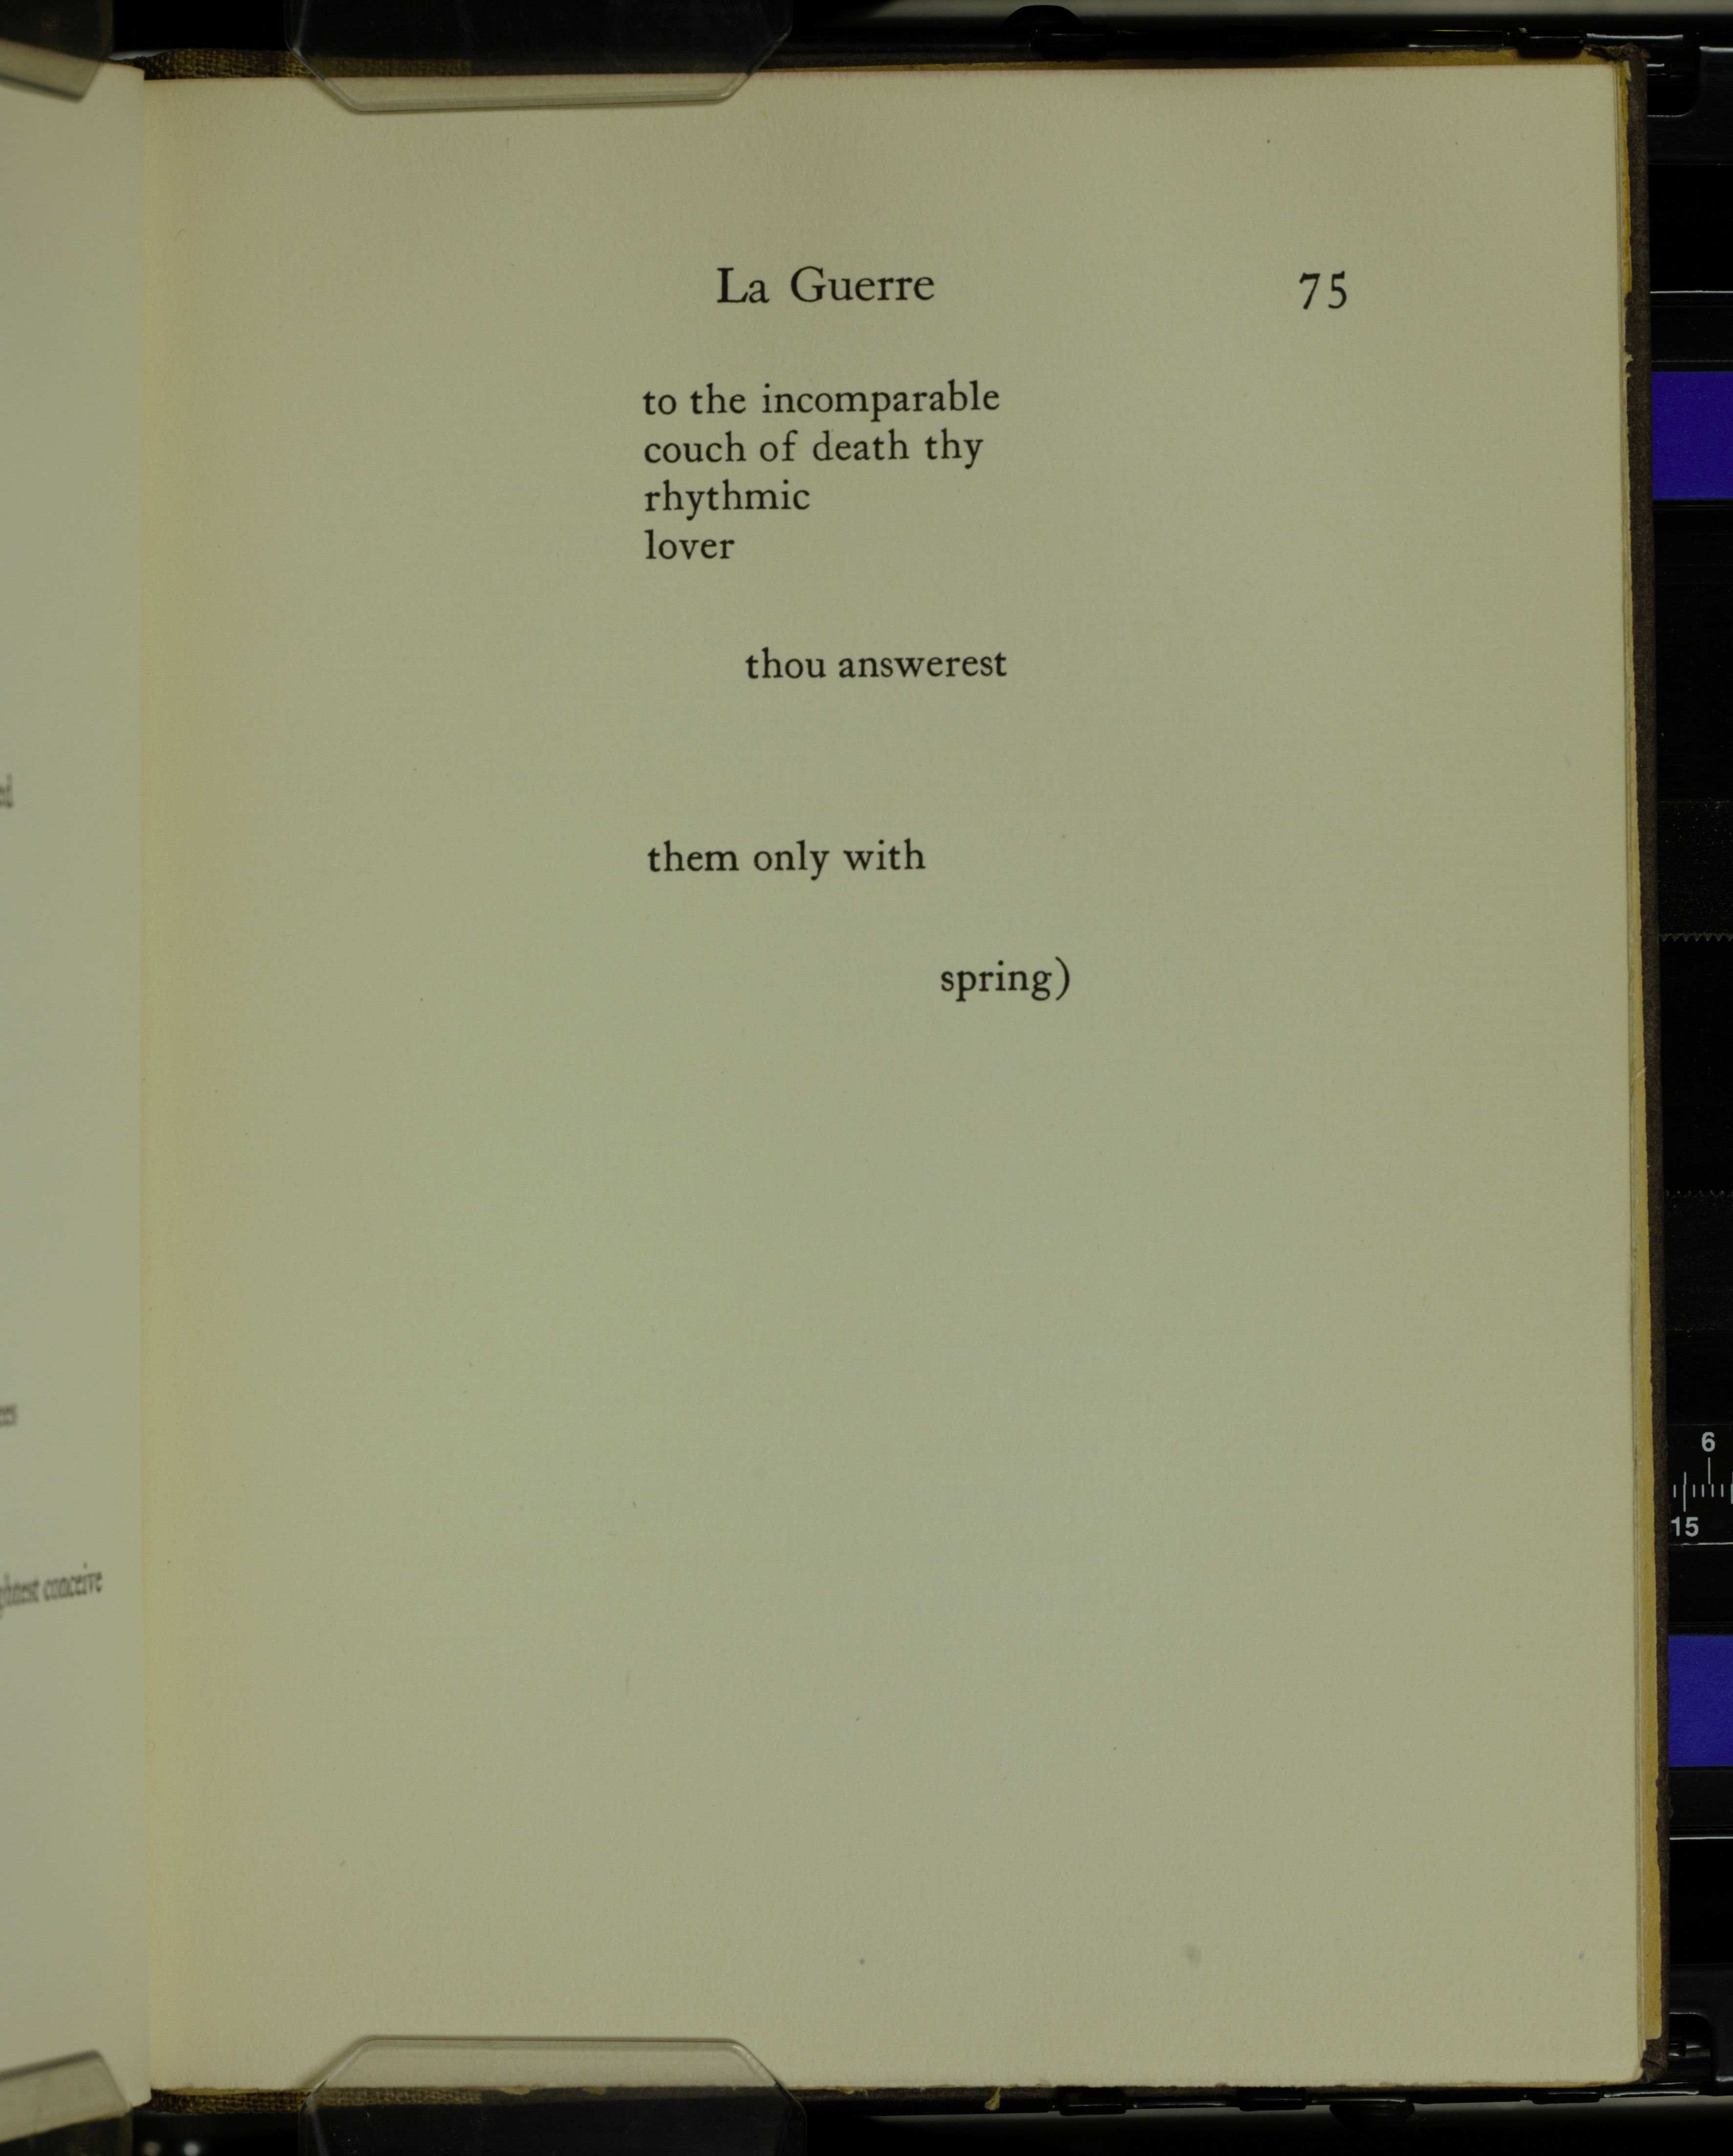 La Guerre 75
to the incomparable
couch of death thy
rhythmic
lover
thou answerest
them only with
spring)
conceive
6
15